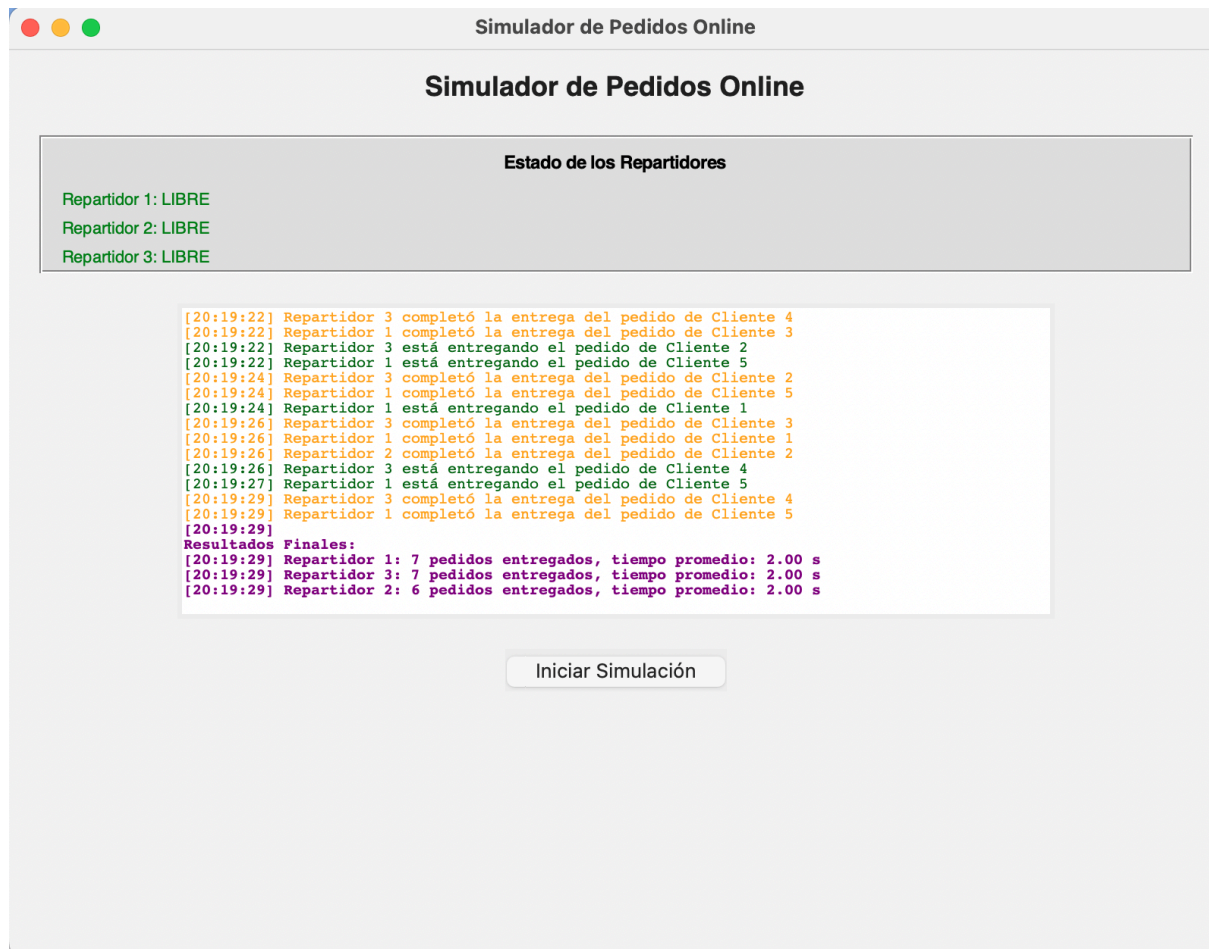 Simulador de Pedidos Online
Simulador de Pedidos Online
Estado de los Repartidores
Repartidor 1: LIBRE
Repartidor 2: LIBRE
Repartidor 3: LIBRE
[20:19:22] Repartidor 3 completó la entrega del pedido de Cliente 4
[20:19:22] Repartidor 1 completó la entrega del pedido de Cliente 3
[20:19:22] Repartidor 3 está entregando el pedido de Cliente 2
[20:19:22] Repartidor 1 está entregando el pedido de Cliente 5
[20:19:24] Repartidor 3 completó la entrega del pedido de Cliente 2
[20:19:24] Repartidor 1 completó la entrega del pedido de Cliente 5
[20:19:24] Repartidor 1 está entregando el pedido de Cliente 1
[20:19:26] Repartidor 3 completó la entrega del pedido de Cliente 3
[20:19:26] Repartidor 1 completó la entrega del pedido de Cliente 1
[20:19:26] Repartidor 2 completó la entrega del pedido de Cliente 2
[20:19:26] Repartidor 3 está entregando el pedido de Cliente 4
[20:19:27] Repartidor 1 está entregando el pedido de Cliente 5
[20:19:29] Repartidor 3 completó la entrega del pedido de Cliente 4
[20:19:29] Repartidor 1 completó la entrega del pedido de Cliente 5
[20:19:29]
Resultados Finales:
[20:19:29] Repartidor 1: 7 pedidos entregados, tiempo promedio: 2.00 s
[20:19:29] Repartidor 3: 7 pedidos entregados, tiempo promedio: 2.00 s
[20:19:29] Repartidor 2: 6 pedidos entregados, tiempo promedio: 2.00 s
Iniciar Simulación